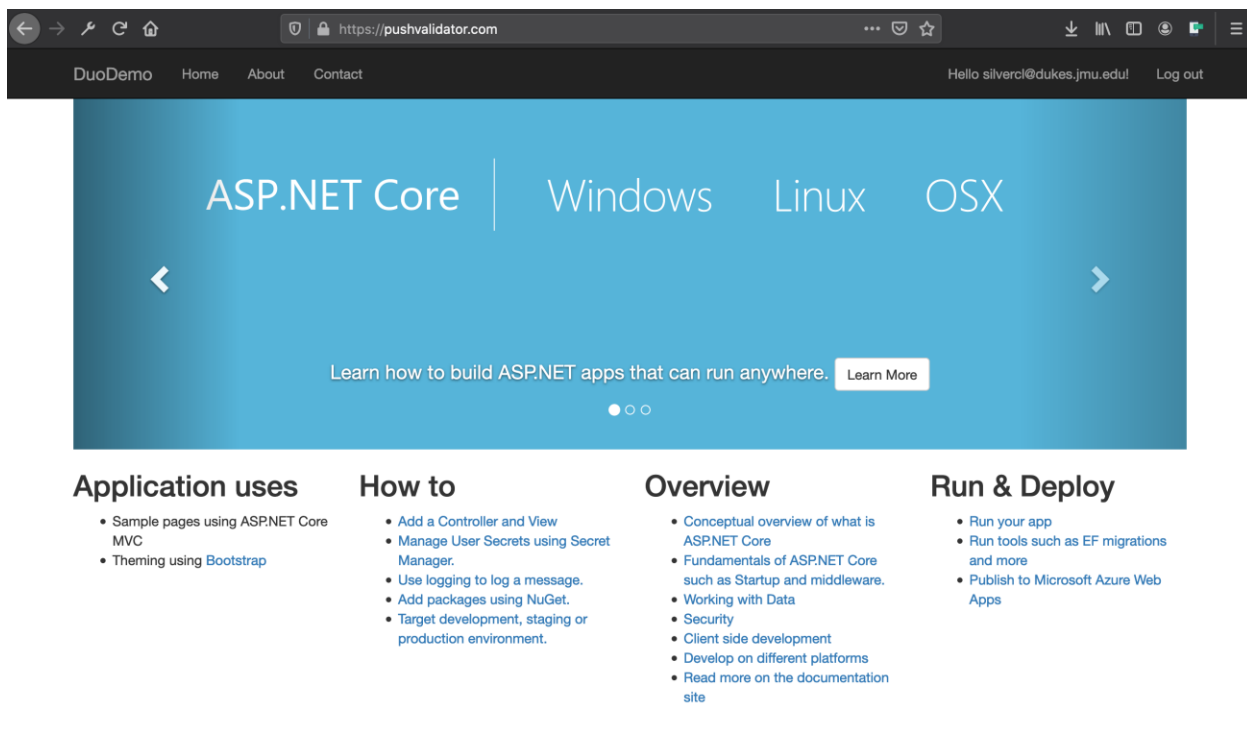 https://pushvalidator.com
DuoDemo Home About Contact Hello silvercl@dukes.jmu.edu! Log out
ASP.NET Core Windows Linux OSX
Learn how to build ASP.NET apps that can run anywhere. Learn More
Application uses
• Sample pages using ASP.NET Core
MVC
• Theming using Bootstrap
How to
• Add a Controller and View
• Manage User Secrets using Secret
Manager.
• Use logging to log a message.
• Add packages using NuGet.
• Target development, staging or
production environment.
Overview
• Conceptual overview of what is
ASP.NET Core
• Fundamentals of ASP.NET Core
such as Startup and middleware.
• Working with Data
• Security
• Client side development
• Develop on different platforms
• Read more on the documentation
site
Run & Deploy
• Run your app
• Run tools such as EF migrations
and more
• Publish to Microsoft Azure Web
Apps